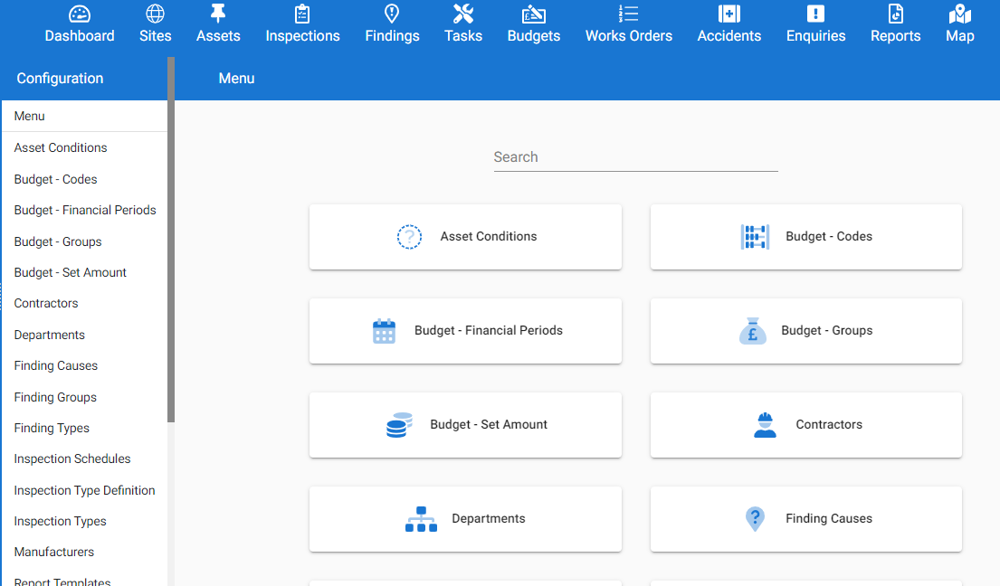 Dashboard Sites Assets Inspections Findings Tasks Budgets Works Orders Accidents Enquiries Reports Map
Configuration
Menu
Menu
Asset Conditions
Budget - Codes
Budget - Financial Periods
Budget - Groups
Budget - Set Amount
Contractors
Departments
Finding Causes
Finding Groups
Finding Types
Inspection Schedules
Inspection Type Definition
Inspection Types
Manufacturers
Report Templates
Search
Asset Conditions
Budget - Codes
Budget - Financial Periods
Budget - Groups
Budget - Set Amount
Contractors
Departments
Finding Causes